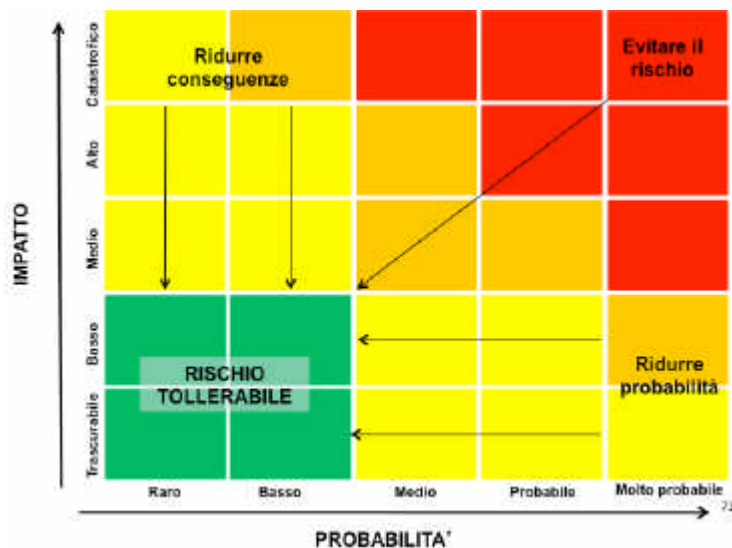 Ridurre
conseguenze
Evitare il
rischio
RISCHIO
TOLLERABILE
Ridurre
probabilità
IMPATTO
Catastrofico
Alto
Medio
Basso
Trascurabile
Raro
Basso
Medio
Probabile
Molto probabile
PROBABILITA'